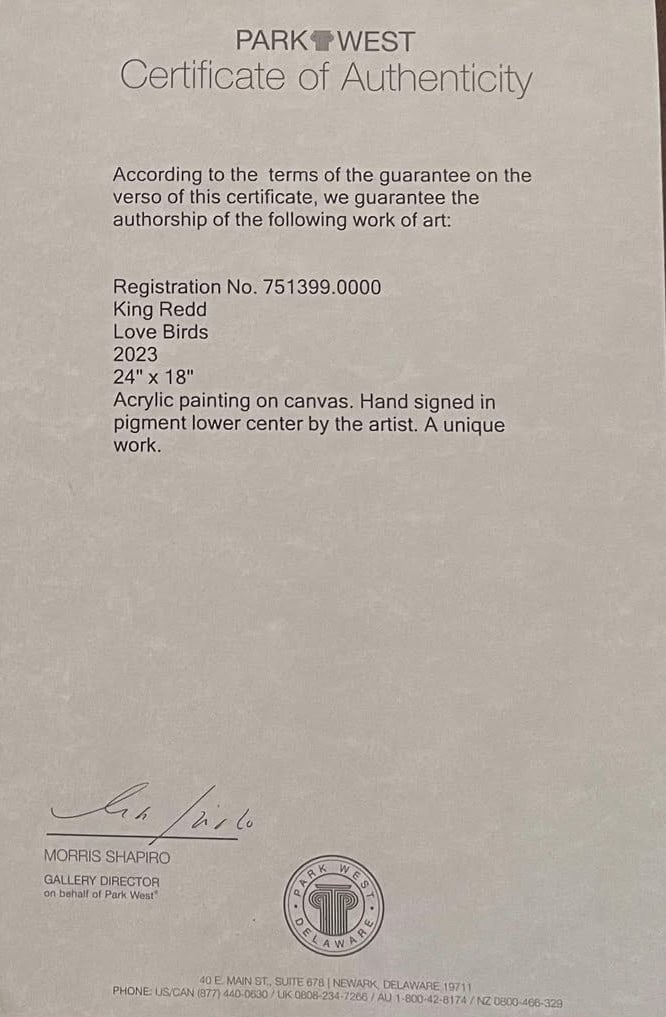 PARK WEST
Certificate of Authenticity
According to the terms of the guarantee on the
verso of this certificate, we guarantee the
authorship of the following work of art:
Registration No. 751399.0000
King Redd
Love Birds
2023
24" x 18"
Acrylic painting on canvas. Hand signed in
pigment lower center by the artist. A unique
work.
MORRIS SHAPIRO
GALLERY DIRECTOR
on behalf of Park West®
PARK WEST
DELAWARE
40 E. MAIN ST., SUITE 678 | NEWARK, DELAWARE 19711
PHONE: US/CAN (877) 440-0630 / UK 0808-234-7266 / AU 1-800-42-8174 / NZ 0800-466-329